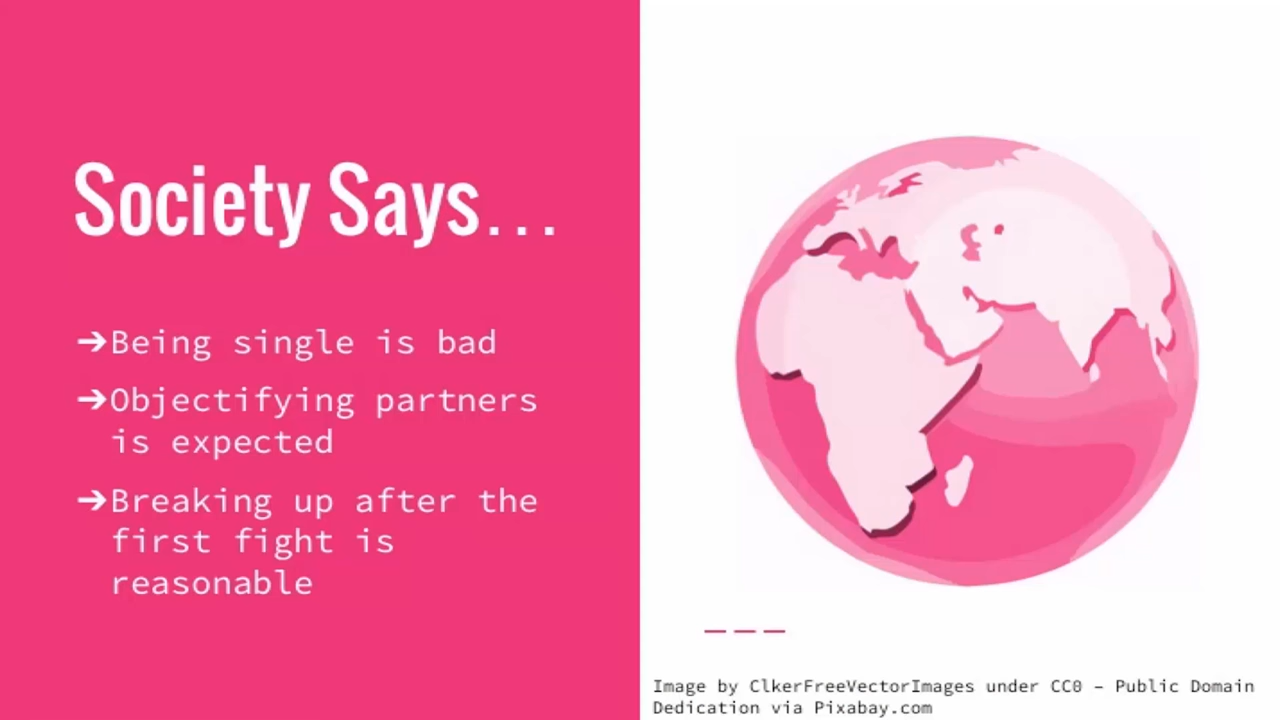 Society Says...
➔Being single is bad
➔Objectifying partners
is expected
➔Breaking up after the
first fight is
reasonable
Image by ClkerFreeVectorImages under CC0 – Public Domain
Dedication via Pixabay.com